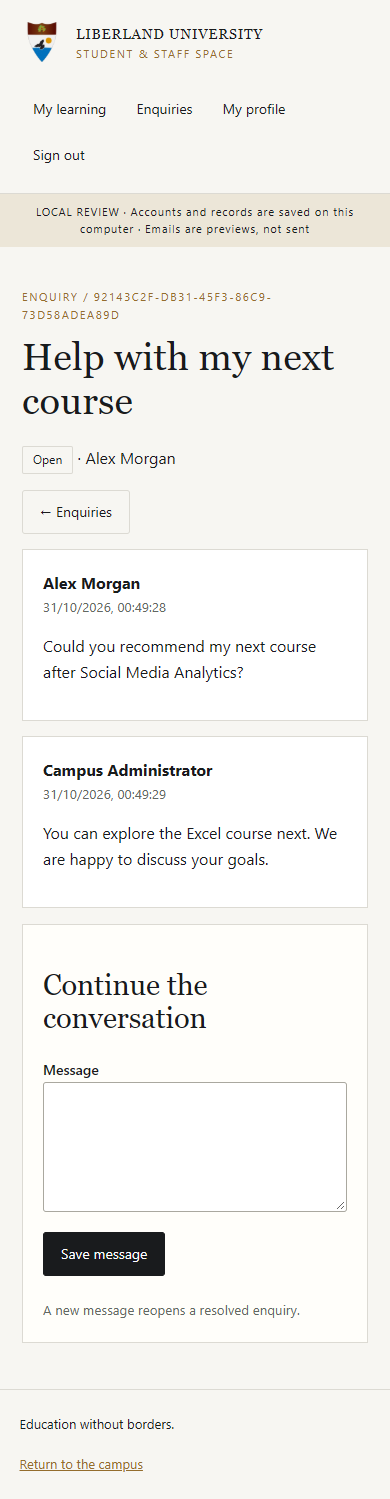 LIBERLAND UNIVERSITY
STUDENT & STAFF SPACE
My learning
Enquiries
My profile
Sign out
LOCAL REVIEW · Accounts and records are saved on this
computer · Emails are previews, not sent
ENQUIRY / 92143C2F-DB31-45F3-86C9-
73D58ADEA89D
Help with my next
course
Open · Alex Morgan
← Enquiries
Alex Morgan
31/10/2026, 00:49:28
Could you recommend my next course
after Social Media Analytics?
Campus Administrator
31/10/2026, 00:49:29
You can explore the Excel course next. We
are happy to discuss your goals.
Continue the
conversation
Message
Save message
A new message reopens a resolved enquiry.
Education without borders.
Return to the campus